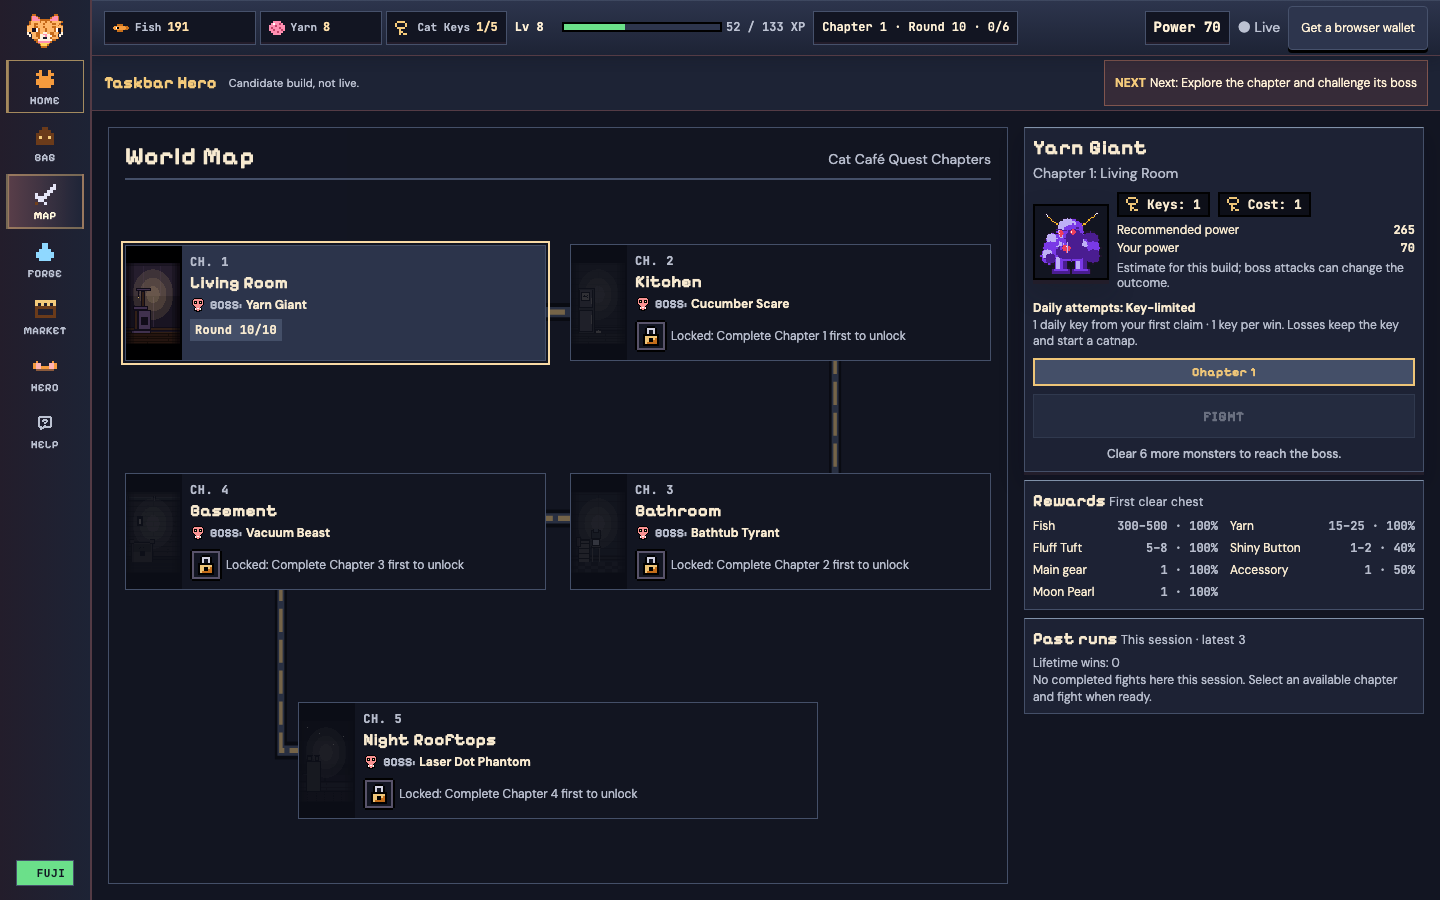 Fish 191
Yarn 8
Cat Keys 1/5
Lv 8
52 / 133 XP
Chapter 1 · Round 10 · 0/6
Power 70
Live
Get a browser wallet
HOME
BAG
MAP
FORGE
MARKET
HERO
HELP
FUJI
Taskbar Hero
Candidate build, not live.
NEXT Next: Explore the chapter and challenge its boss
World Map
Cat Café Quest Chapters
CH. 1
Living Room
BOSS: Yarn Giant
Round 10/10
CH. 2
Kitchen
BOSS: Cucumber Scare
Locked: Complete Chapter 1 first to unlock
CH. 4
Basement
BOSS: Vacuum Beast
Locked: Complete Chapter 3 first to unlock
CH. 3
Bathroom
BOSS: Bathtub Tyrant
Locked: Complete Chapter 2 first to unlock
CH. 5
Night Rooftops
BOSS: Laser Dot Phantom
Locked: Complete Chapter 4 first to unlock
Yarn Giant
Chapter 1: Living Room
Keys: 1
Cost: 1
Recommended power 265
Your power 70
Estimate for this build; boss attacks can change the
outcome.
Daily attempts: Key-limited
1 daily key from your first claim · 1 key per win. Losses keep the key
and start a catnap.
Chapter 1
FIGHT
Clear 6 more monsters to reach the boss.
Rewards First clear chest
Fish 300-500 · 100% Yarn 15-25 · 100%
Fluff Tuft 5-8 · 100% Shiny Button 1-2 · 40%
Main gear 1 · 100% Accessory 1 · 50%
Moon Pearl 1 · 100%
Past runs This session · latest 3
Lifetime wins: 0
No completed fights here this session. Select an available chapter
and fight when ready.